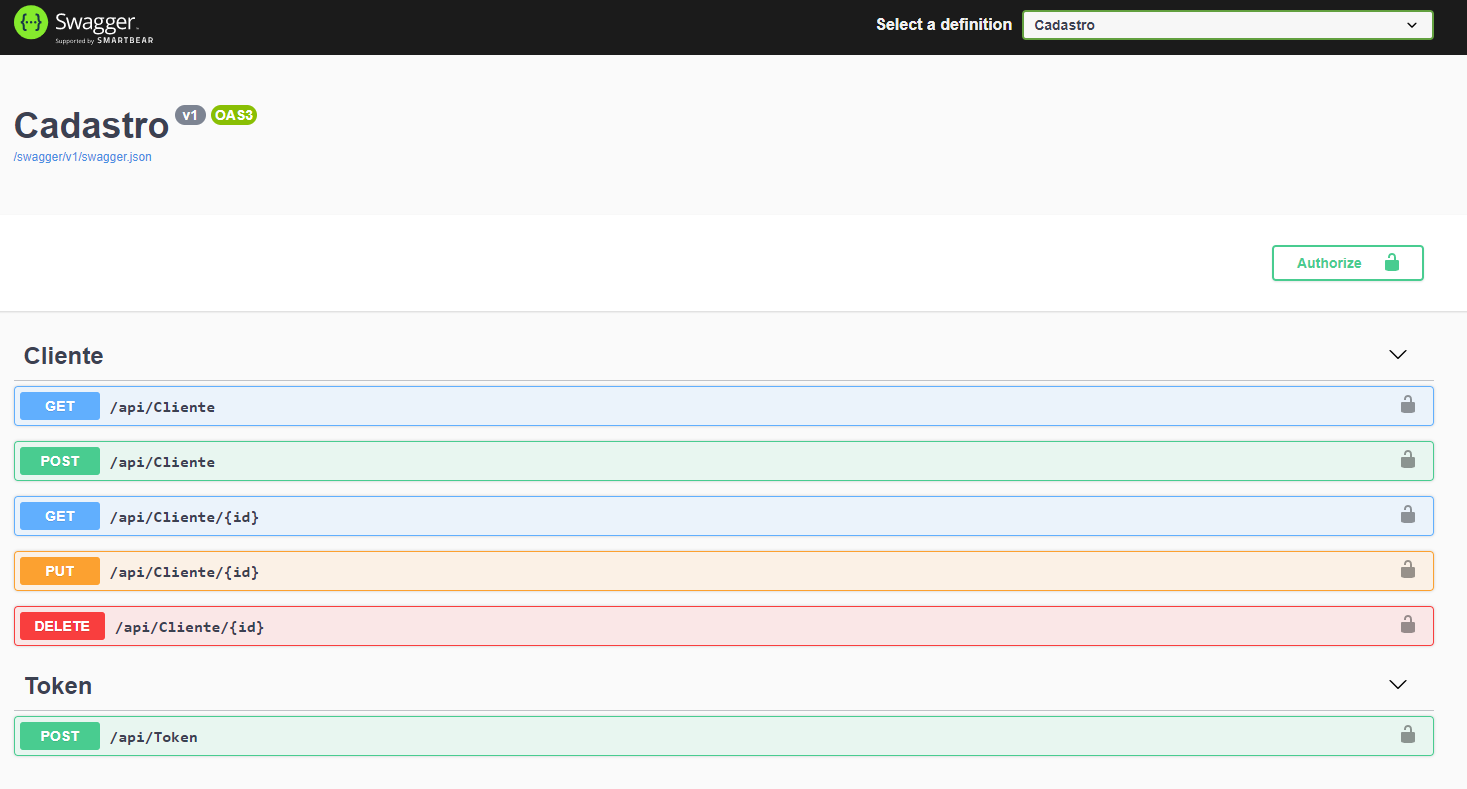 Swagger.
Supported by SMARTBEAR
Select a definition
Cadastro
Cadastro v1 OAS3
/swagger/v1/swagger.json
Authorize
Cliente
GET /api/Cliente
POST /api/Cliente
GET /api/Cliente/{id}
PUT /api/Cliente/{id}
DELETE /api/Cliente/{id}
Token
POST /api/Token